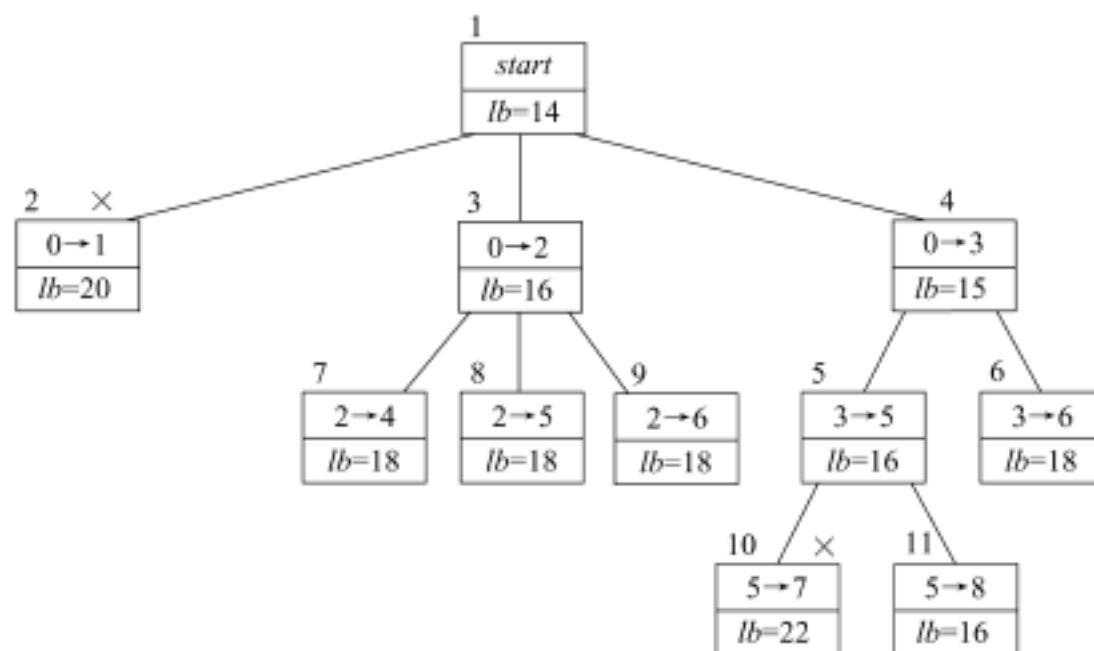 1
start
lb=14
2 ×
0→1
lb=20
3
0→2
lb=16
4
0→3
lb=15
7
2→4
lb=18
8
2→5
lb=18
9
2→6
lb=18
5
3→5
lb=16
6
3→6
lb=18
10 ×
5→7
lb=22
11
5→8
lb=16